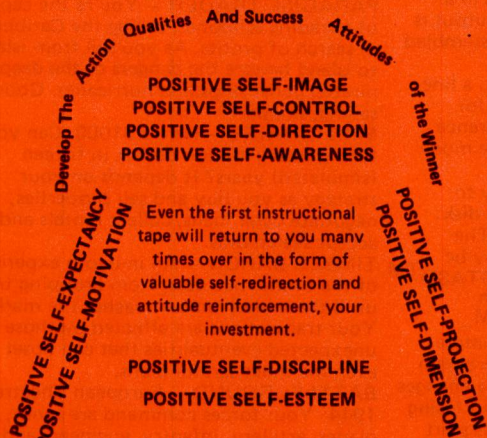 Develop The Action Qualities And Success Attitudes of the Winner
POSITIVE SELF-IMAGE
POSITIVE SELF-CONTROL
POSITIVE SELF-DIRECTION
POSITIVE SELF-AWARENESS
POSITIVE SELF-EXPECTANCY
POSITIVE SELF-MOTIVATION
Even the first instructional
tape will return to you many
times over in the form of
valuable self-redirection and
attitude reinforcement, your
investment.
POSITIVE SELF-PROJECTION
POSITIVE SELF-DIMENSION
POSITIVE SELF-DISCIPLINE
POSITIVE SELF-ESTEEM